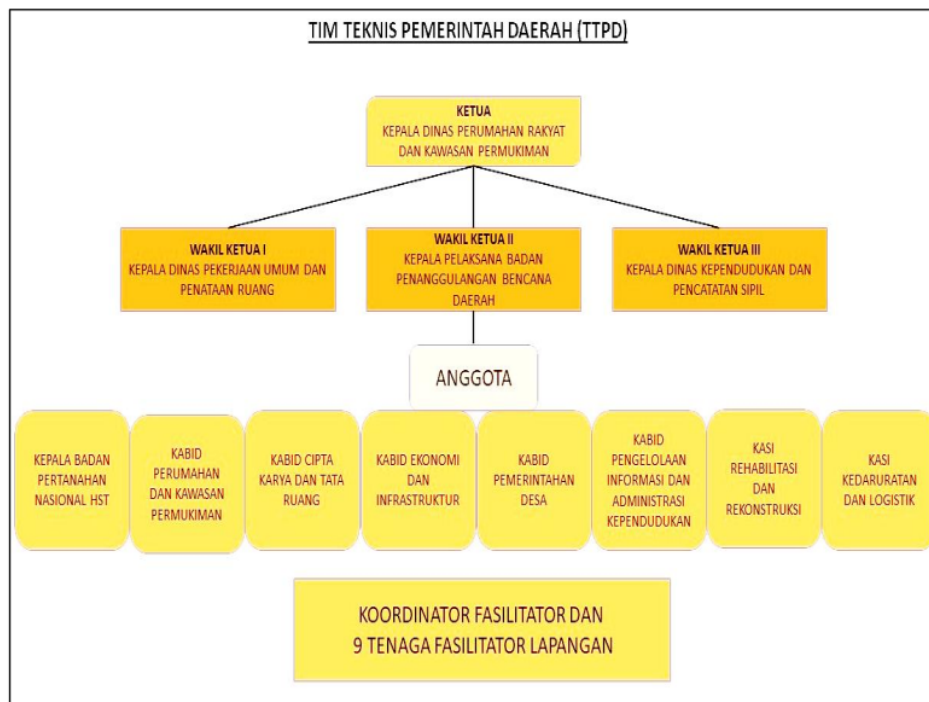 TIM TEKNIS PEMERINTAH DAERAH (TTPD)
KETUA
KEPALA DINAS PERUMAHAN RAKYAT
DAN KAWASAN PERMUKIMAN
WAKIL KETUA I
KEPALA DINAS PEKERJAAN UMUM DAN
PENATAAN RUANG
WAKIL KETUA II
KEPALA PELAKSANA BADAN
PENANGGULANGAN BENCANA
DAERAH
WAKIL KETUA III
KEPALA DINAS KEPENDUDUKAN DAN
PENCATATAN SIPIL
ANGGOTA
KEPALA BADAN
PERTANAHAN
NASIONAL HST
KABID
PERUMAHAN
DAN KAWASAN
PERMUKIMAN
KABID CIPTA
KARYA DAN TATA
RUANG
KABID EKONOMI
DAN
INFRASTRUKTUR
KABID
PEMERINTAHAN
DESA
KABID
PENGELOLAAN
INFORMASI DAN
ADMINISTRASI
KEPENDUDUKAN
KASI
REHABILITASI
DAN
REKONSTRUKSI
KASI
KEDARURATAN
DAN LOGISTIK
KOORDINATOR FASILITATOR DAN
9 TENAGA FASILITATOR LAPANGAN